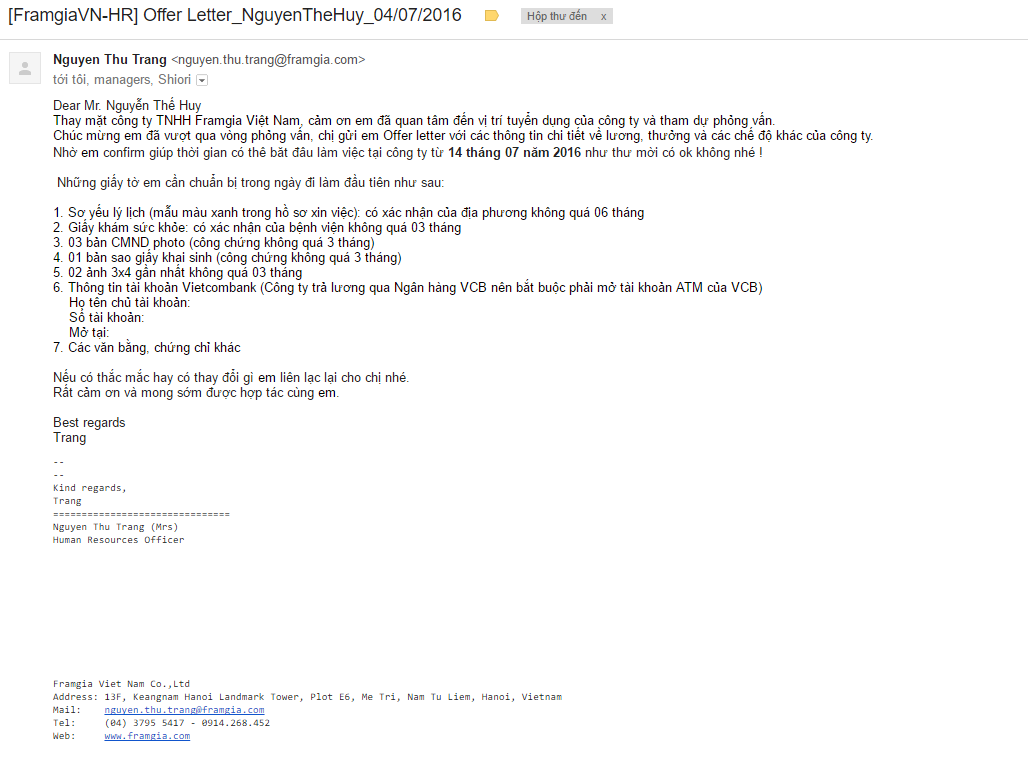 [FramgiaVN-HR] Offer Letter_NguyenTheHuy_04/07/2016 Hộp thư đến x
Nguyen Thu Trang <nguyen.thu.trang@framgia.com>
tới tôi, managers, Shiori
Dear Mr. Nguyễn Thế Huy
Thay mặt công ty TNHH Framgia Việt Nam, cảm ơn em đã quan tâm đến vị trí tuyển dụng của công ty và tham dự phỏng vấn.
Chúc mừng em đã vượt qua vòng phỏng vấn, chị gửi em Offer letter với các thông tin chi tiết về lương, thưởng và các chế độ khác của công ty.
Nhờ em confirm giúp thời gian có thể bắt đầu làm việc tại công ty từ 14 tháng 07 năm 2016 như thư mời có ok không nhé !
Những giấy tờ em cần chuẩn bị trong ngày đi làm đầu tiên như sau:
1. Sơ yếu lý lịch (mẫu màu xanh trong hồ sơ xin việc): có xác nhận của địa phương không quá 06 tháng
2. Giấy khám sức khỏe: có xác nhận của bệnh viện không quá 03 tháng
3. 03 bản CMND photo (công chứng không quá 3 tháng)
4. 01 bản sao giấy khai sinh (công chứng không quá 3 tháng)
5. 02 ảnh 3x4 gần nhất không quá 03 tháng
6. Thông tin tài khoản Vietcombank (Công ty trả lương qua Ngân hàng VCB nên bắt buộc phải mở tài khoản ATM của VCB)
Họ tên chủ tài khoản:
Số tài khoản:
Mở tại:
7. Các văn bằng, chứng chỉ khác
Nếu có thắc mắc hay có thay đổi gì em liên lạc lại cho chị nhé.
Rất cảm ơn và mong sớm được hợp tác cùng em.
Best regards
Trang
--
--
Kind regards,
Trang
===============================
Nguyen Thu Trang (Mrs)
Human Resources Officer
Framgia Viet Nam Co.,Ltd
Address: 13F, Keangnam Hanoi Landmark Tower, Plot E6, Me Tri, Nam Tu Liem, Hanoi, Vietnam
Mail: nguyen.thu.trang@framgia.com
Tel: (04) 3795 5417 - 0914.268.452
Web: www.framgia.com